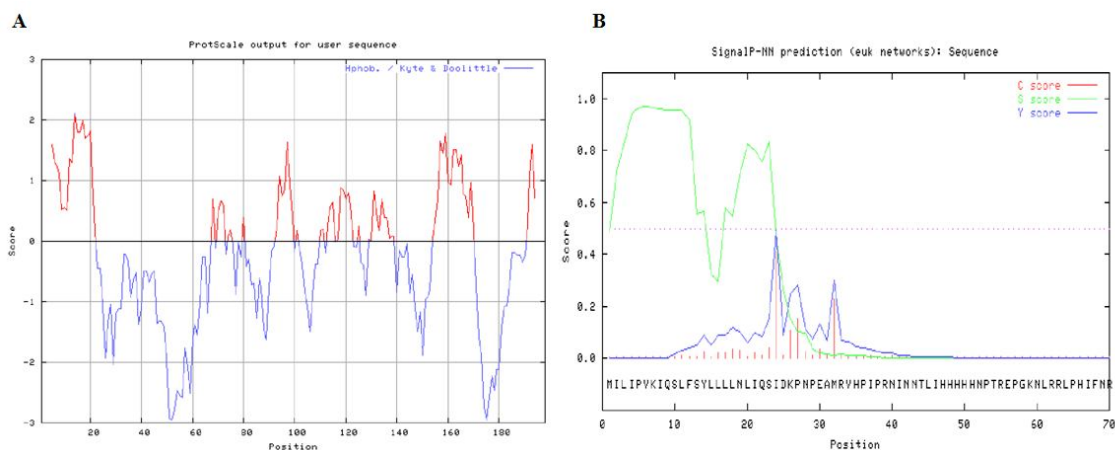 A
ProtScale output for user sequence
Hphob. / Kyte & Doolittle
3
2
1
0
-1
-2
-3
Score
20 40 60 80 100 120 140 160 180
Position
B
SignalP-NN prediction (euk networks): Sequence
C score
S score
Y score
1.0
0.8
0.6
0.4
0.2
0.0
Score
MILIPVKIQSLFSYLLLLNLIQSIDKPNPEAMRVHPIPRNINNTLIHHHHHNPTREPGKNLRRLPHIFNR
0 10 20 30 40 50 60 70
Position